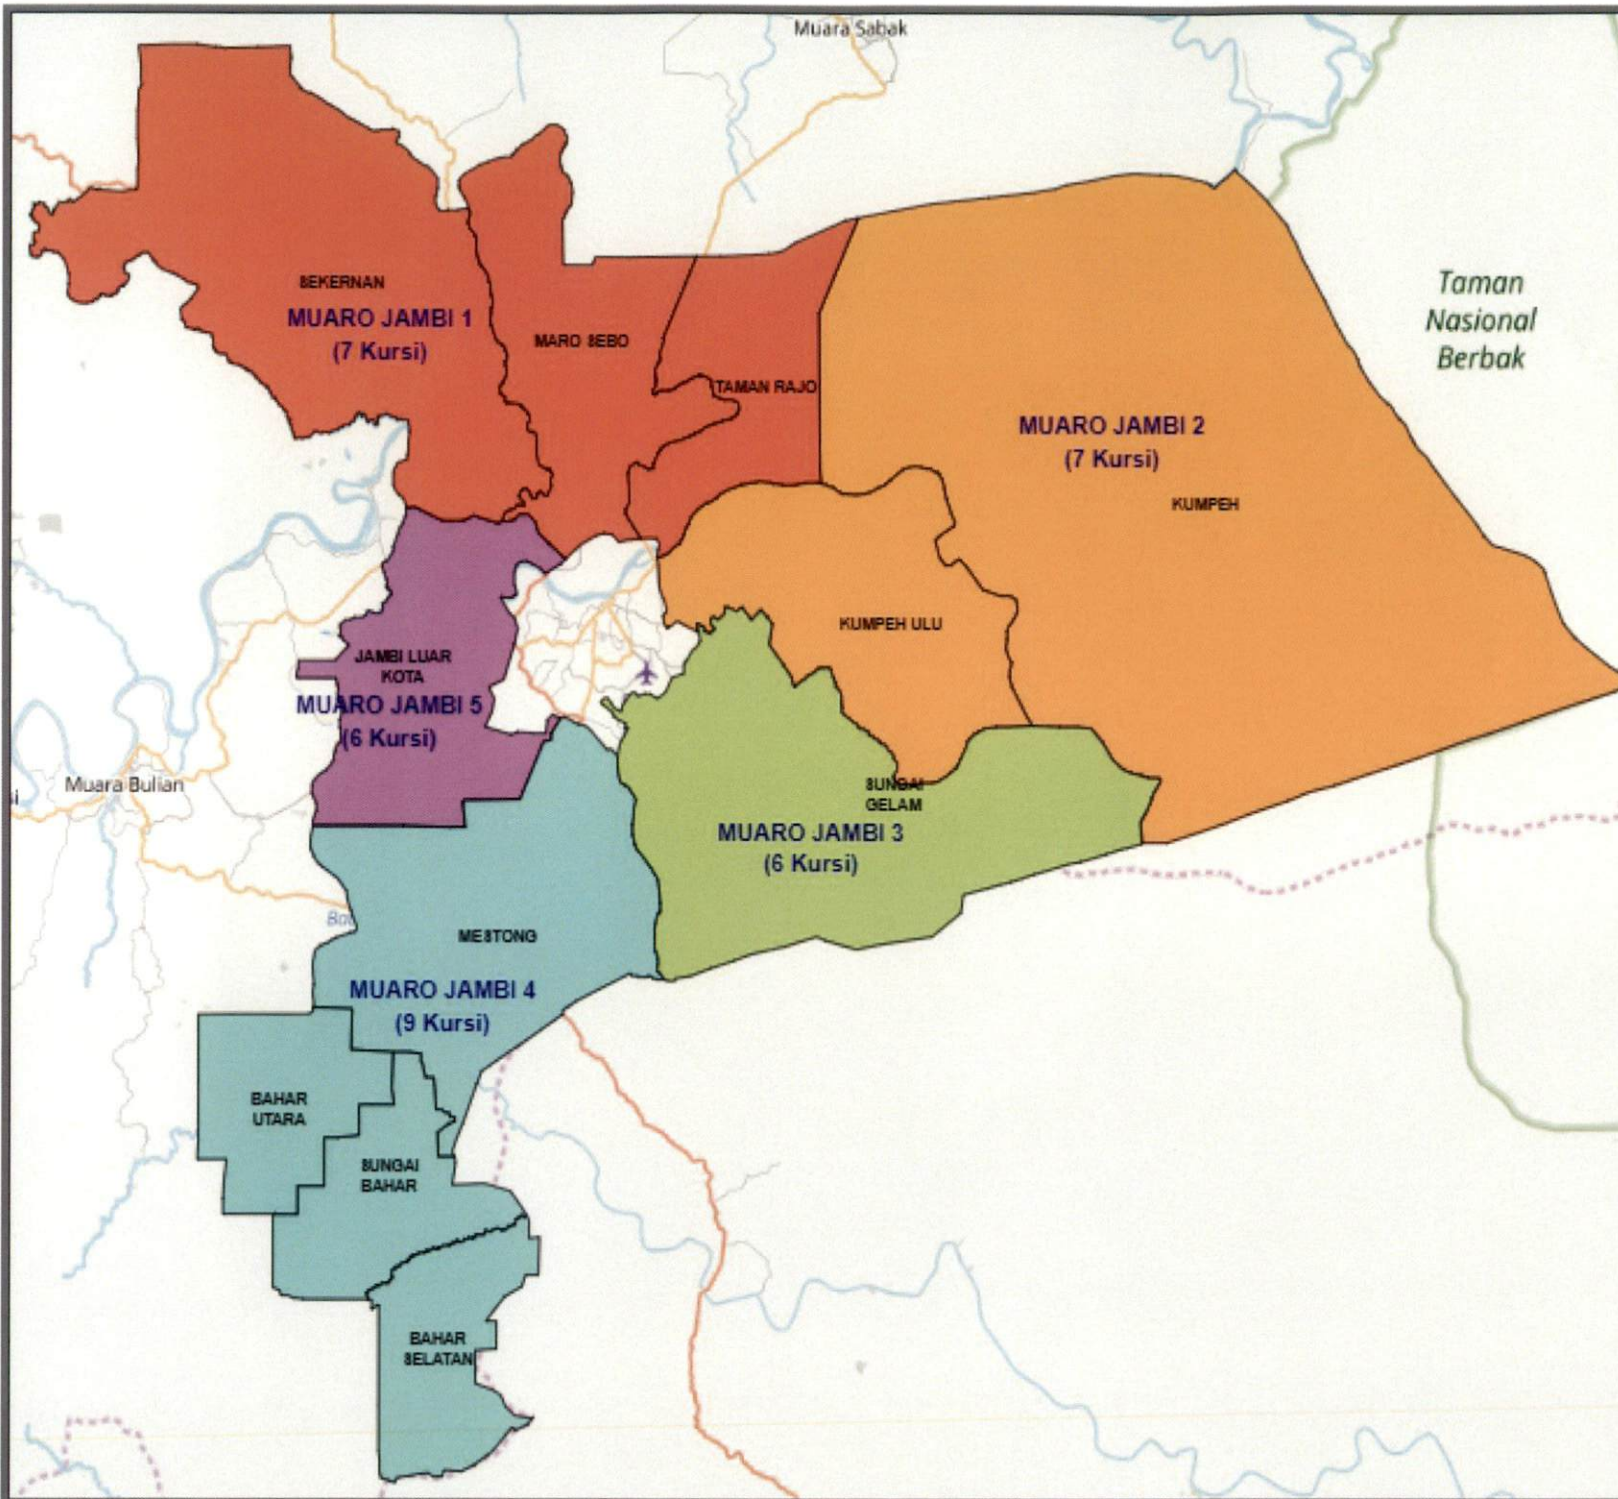 Muara Sabak
Taman
Nasional
Berbak
SEKERNAN
MUARO JAMBI 1
(7 Kursi)
MARO SEBO
TAMAN RAJO
MUARO JAMBI 2
(7 Kursi)
KUMPEH
KUMPEH ULU
JAMBI LUAR
KOTA
MUARO JAMBI 5
(6 Kursi)
Muara Bulian
SUNGAI
GELAM
MUARO JAMBI 3
(6 Kursi)
MESTONG
MUARO JAMBI 4
(9 Kursi)
BAHAR
UTARA
SUNGAI
BAHAR
BAHAR
SELATAN